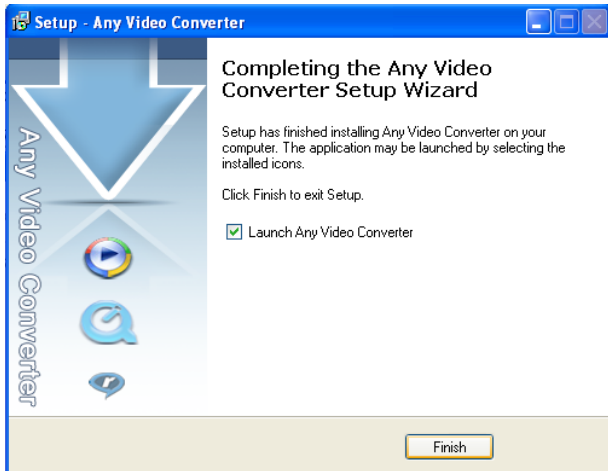 Setup - Any Video Converter
Any Video Converter
Completing the Any Video
Converter Setup Wizard
Setup has finished installing Any Video Converter on your
computer. The application may be launched by selecting the
installed icons.
Click Finish to exit Setup.
Launch Any Video Converter
Finish